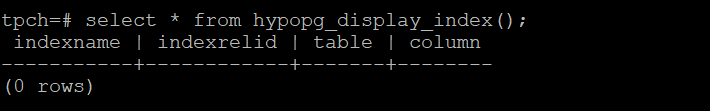 tpch=# select * from hypopg_display_index();
 indexname | indexrelid | table | column
-----------+------------+-------+--------
(0 rows)